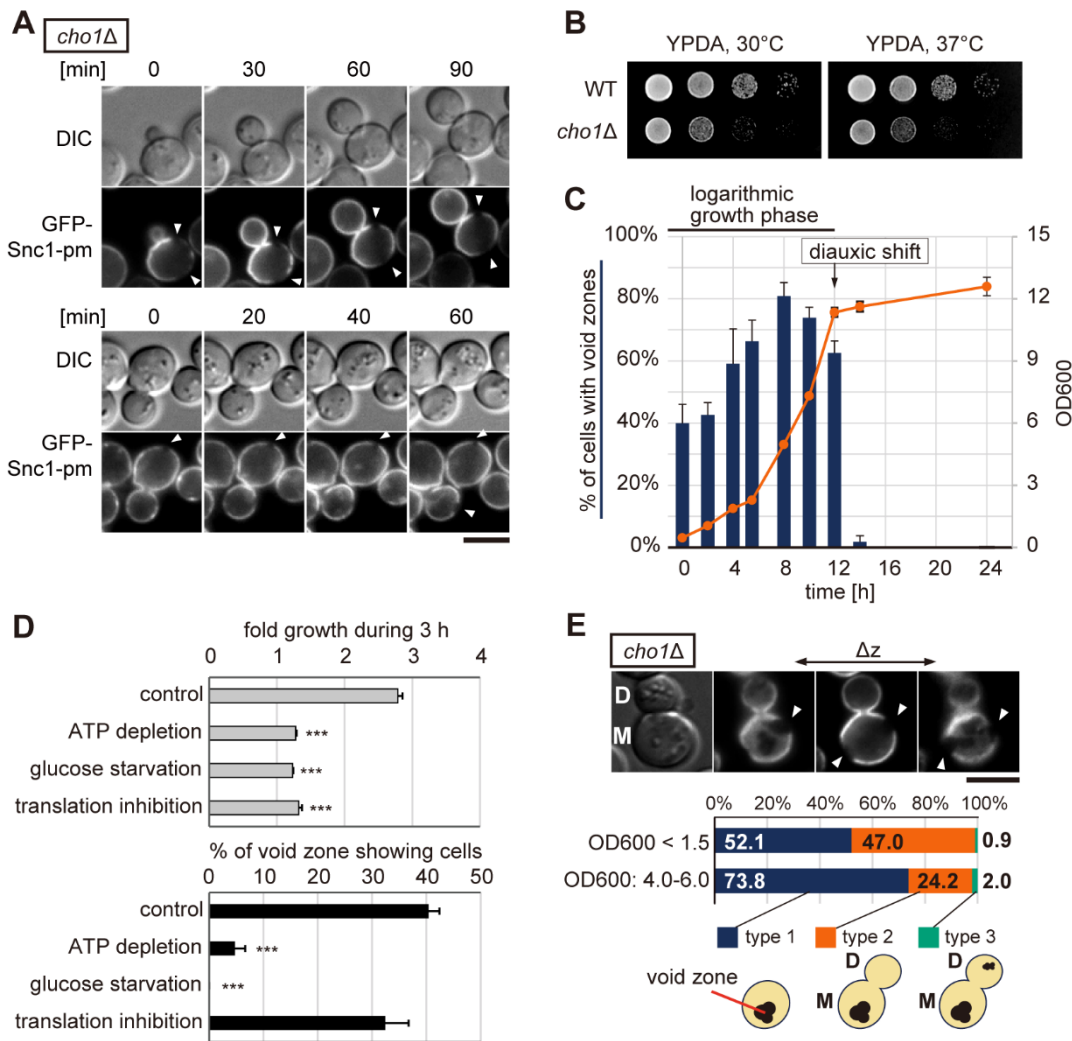 A
cho1Δ
[min] 0 30 60 90
DIC
GFP-
Snc1-pm
[min] 0 20 40 60
DIC
GFP-
Snc1-pm
B
YPDA, 30°C YPDA, 37°C
WT
cho1Δ
C
logarithmic
growth phase
diauxic shift
100% 15
80% 12
60% 9
40% 6
20% 3
0% 0
% of cells with void zones
OD600
0 4 8 12 16 20 24
time [h]
D
fold growth during 3 h
0 1 2 3 4
control
ATP depletion ***
glucose starvation ***
translation inhibition ***
% of void zone showing cells
0 10 20 30 40 50
control
ATP depletion ***
glucose starvation ***
translation inhibition
E
cho1Δ
Δz
D
M
0% 20% 40% 60% 80% 100%
OD600 < 1.5 52.1 47.0 0.9
OD600: 4.0-6.0 73.8 24.2 2.0
type 1 type 2 type 3
void zone
D D
M M